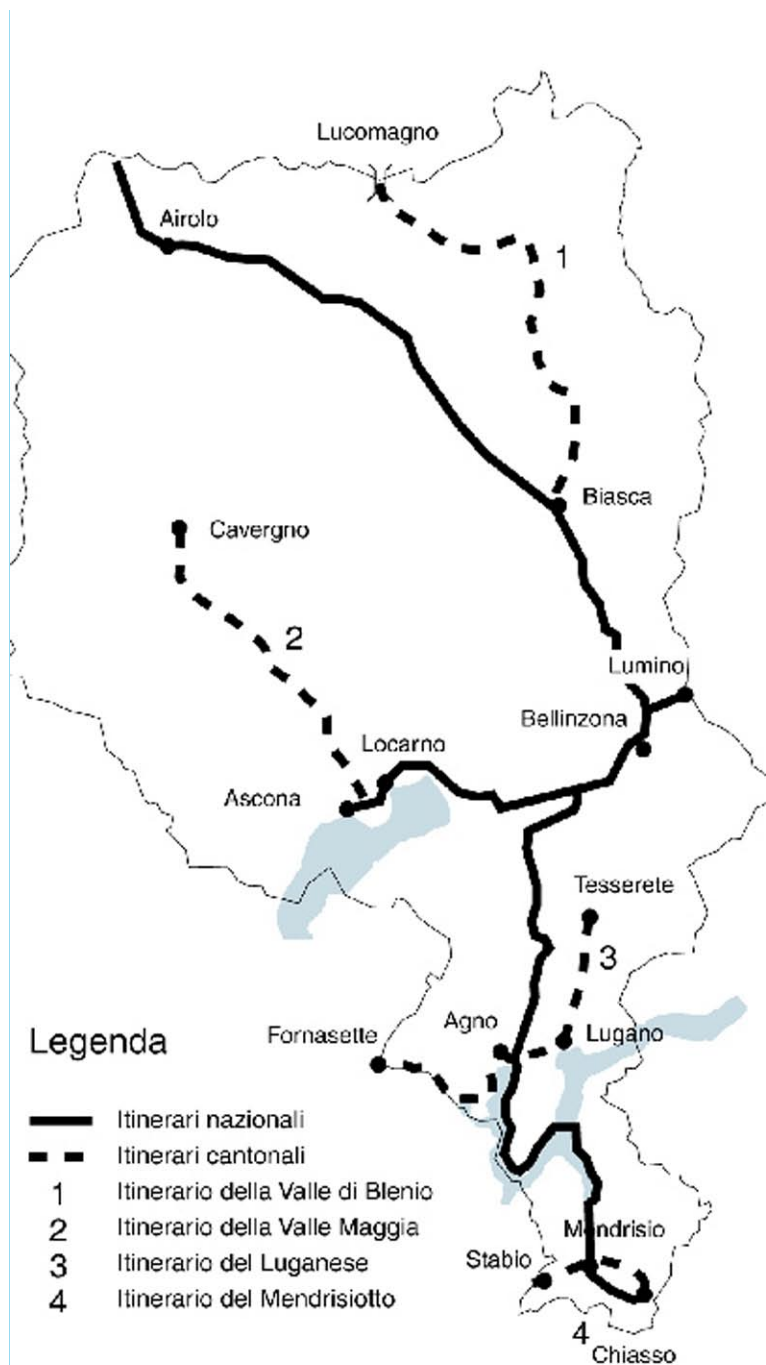 Lucomagno
Airolo
1
Biasca
Cavergno
2
Lumino
Bellinzona
Locarno
Ascona
Tesserete
3
Agno
Lugano
Fornasette
Legenda
Itinerari nazionali
Itinerari cantonali
1 Itinerario della Valle di Blenio
2 Itinerario della Valle Maggia
3 Itinerario del Luganese
4 Itinerario del Mendrisiotto
Mendrisio
Stabio
4
Chiasso